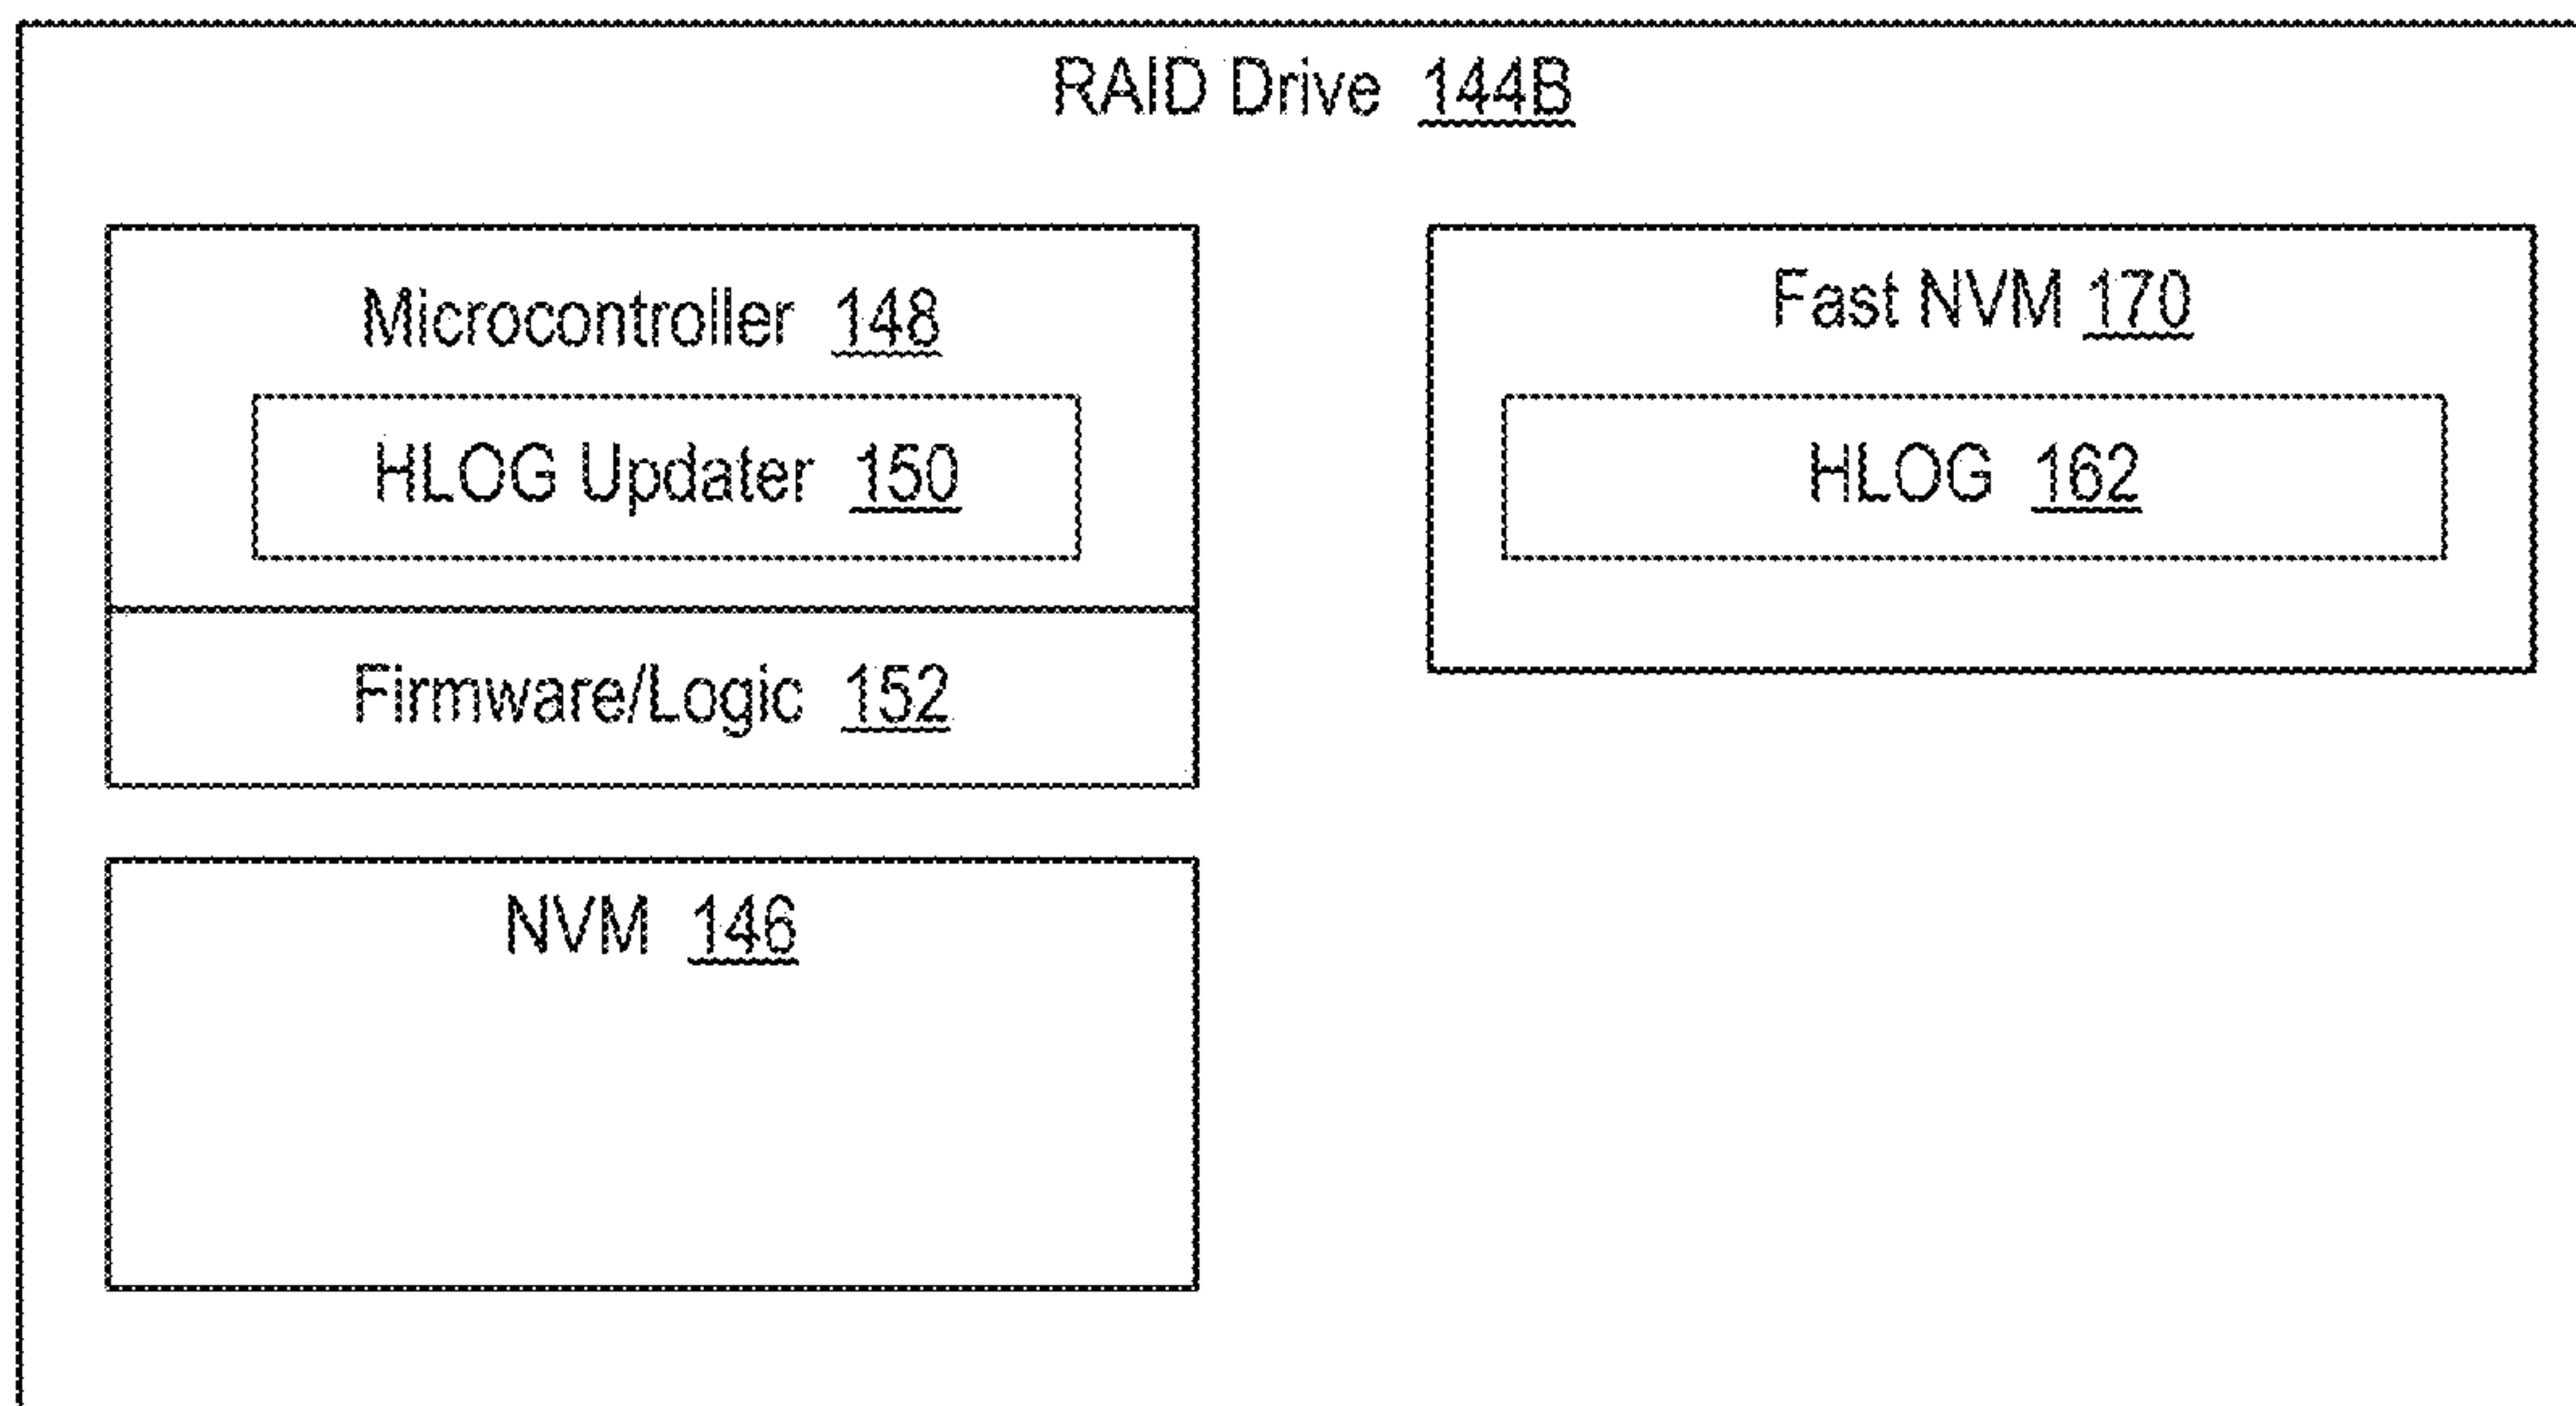 RAID Drive 144B
Microcontroller 148
HLOG Updater 150
Firmware/Logic 152
Fast NVM 170
HLOG 162
NVM 146